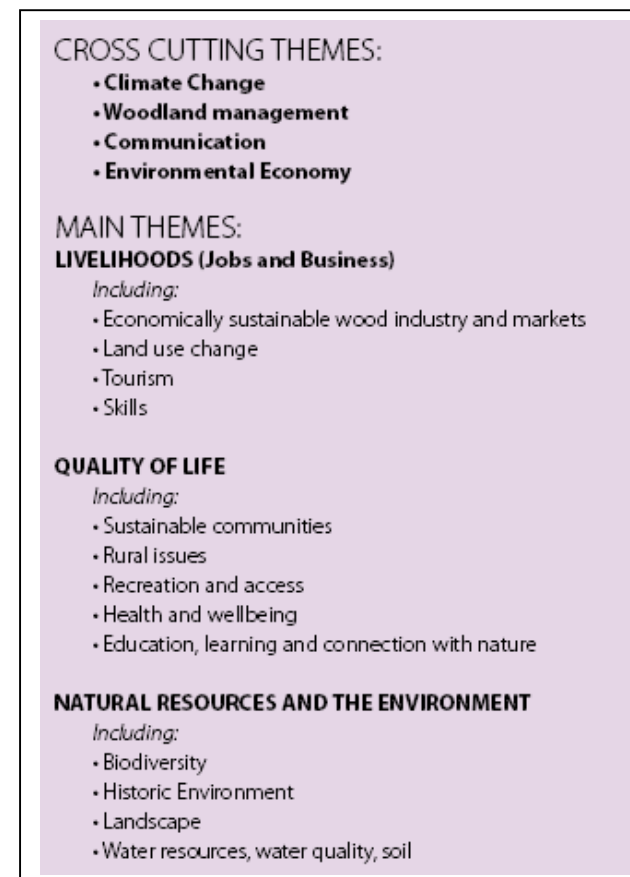 CROSS CUTTING THEMES:
• Climate Change
• Woodland management
• Communication
• Environmental Economy
MAIN THEMES:
LIVELIHOODS (Jobs and Business)
Including:
• Economically sustainable wood industry and markets
• Land use change
• Tourism
• Skills
QUALITY OF LIFE
Including:
• Sustainable communities
• Rural issues
• Recreation and access
• Health and wellbeing
• Education, learning and connection with nature
NATURAL RESOURCES AND THE ENVIRONMENT
Including:
• Biodiversity
• Historic Environment
• Landscape
• Water resources, water quality, soil